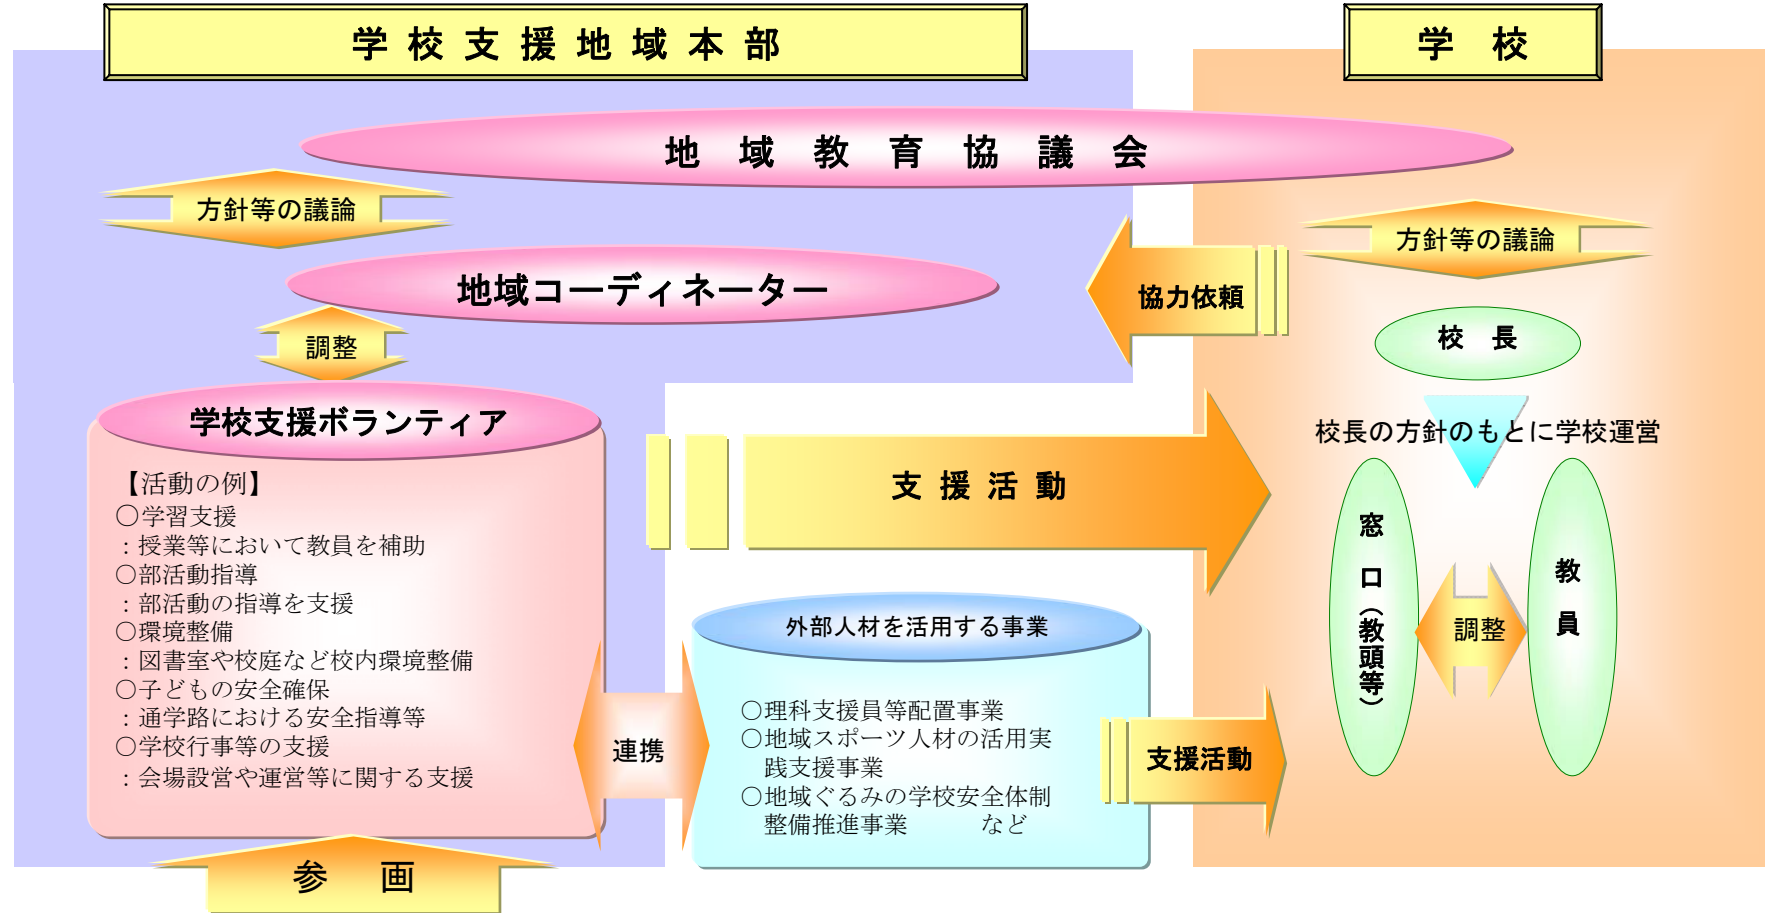 学校支援地域本部
学校
地域教育協議会
方針等の議論
方針等の議論
地域コーディネーター
協力依頼
調整
校長
学校支援ボランティア
校長の方針のもとに学校運営
【活動の例】
○学習支援
：授業等において教員を補助
○部活動指導
：部活動の指導を支援
○環境整備
：図書室や校庭など校内環境整備
○子どもの安全確保
：通学路における安全指導等
○学校行事等の支援
：会場設営や運営等に関する支援
支援活動
窓口（教頭等）
調整
教員
外部人材を活用する事業
○理科支援員等配置事業
○地域スポーツ人材の活用実
践支援事業
○地域ぐるみの学校安全体制
整備推進事業　　　など
連携
支援活動
参画